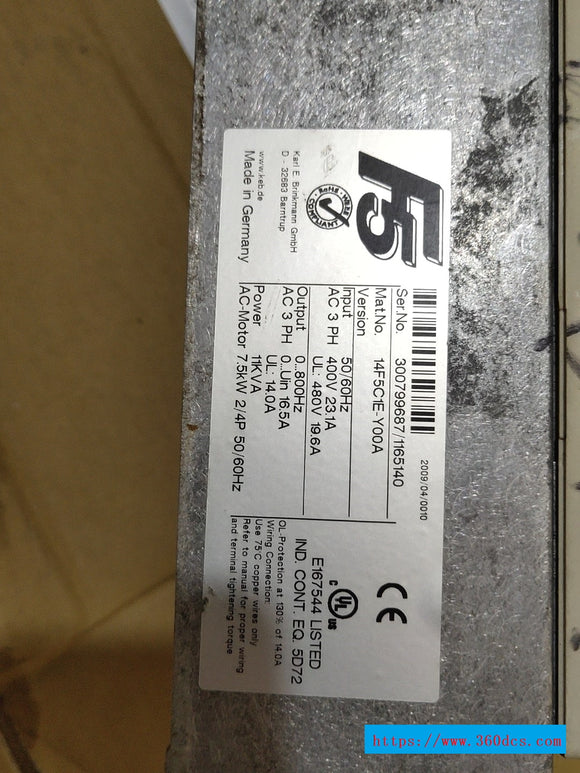 F5
RoHS
COMPLIANT
Karl E. Brinkmann GmbH
D - 32683 Barntrup
www.keb.de
Made in Germany
2009/04/0010
Ser.No. 300799687/1165140
Mat.No. 14F5C1E-Y00A
Version
Input 50/60Hz
AC 3 PH 400V 23.1A
UL: 480V 19.6A
Output 0...800Hz
AC 3 PH 0...Uin 16.5A
UL: 14.0A
Power 11KVA
AC-Motor 7.5kW 2/4P 50/60Hz
CE
c UL us
E167544 LISTED
IND. CONT. EQ. 5D72
OL-Protection at 130% of 14.0A
Wiring Connection:
Use 75°C copper wires only
Refer to manual for proper wiring
and terminal tightening torque
https://www.360dcs.com